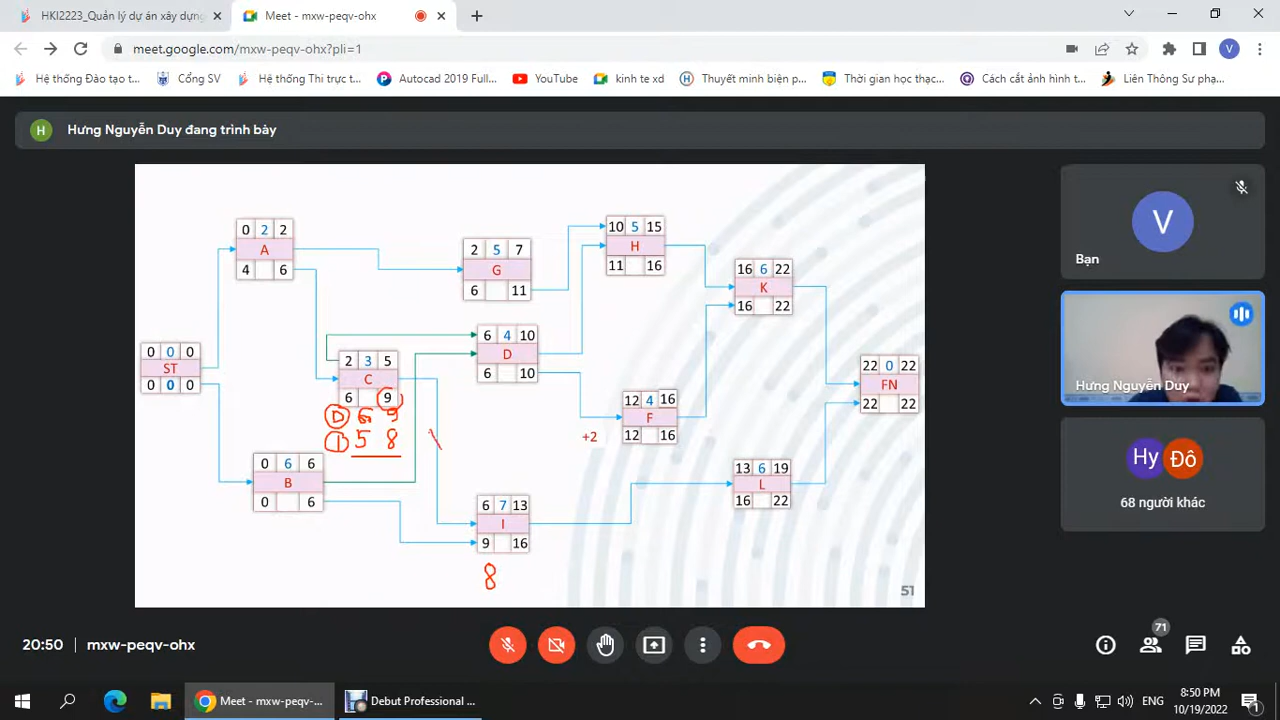 HKI2223_Quản lý dự án xây dựng
Meet - mxw-peqv-ohx
meet.google.com/mxw-peqv-ohx?pli=1
V
Hệ thống Đào tạo t...
Cổng SV
Hệ thống Thi trực t...
Autocad 2019 Full...
YouTube
kinh te xd
Thuyết minh biện p...
Thời gian học thạc...
Cách cắt ảnh hình t...
Liên Thông Sư phạ...
H
Hưng Nguyễn Duy đang trình bày
0 2 2
A
4 6
2 5 7
G
6 11
10 5 15
H
11 16
16 6 22
K
16 22
0 0 0
ST
0 0 0
2 3 5
C
6 9
D 6 9
I 5 8
6 4 10
D
6 10
12 4 16
F
12 16
+2
22 0 22
FN
22 22
0 6 6
B
0 6
6 7 13
I
9 16
8
13 6 19
L
16 22
51
V
Bạn
Hưng Nguyễn Duy
Hy Đô
68 người khác
20:50 mxw-peqv-ohx
71
Meet - mxw-peqv-o...
Debut Professional ...
ENG
8:50 PM
10/19/2022
1